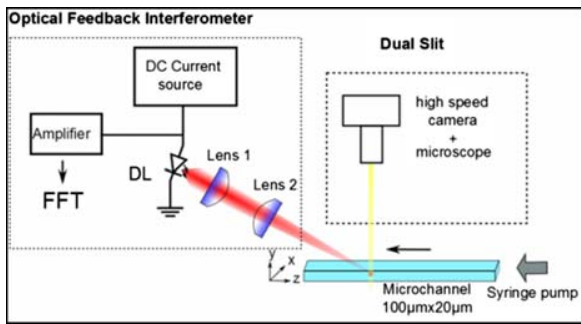 Optical Feedback Interferometer
Dual Slit
DC Current
source
high speed
camera
+
microscope
Amplifier
Lens 1
DL
Lens 2
FFT
y
x
z
Microchannel
100µmx20µm
Syringe pump